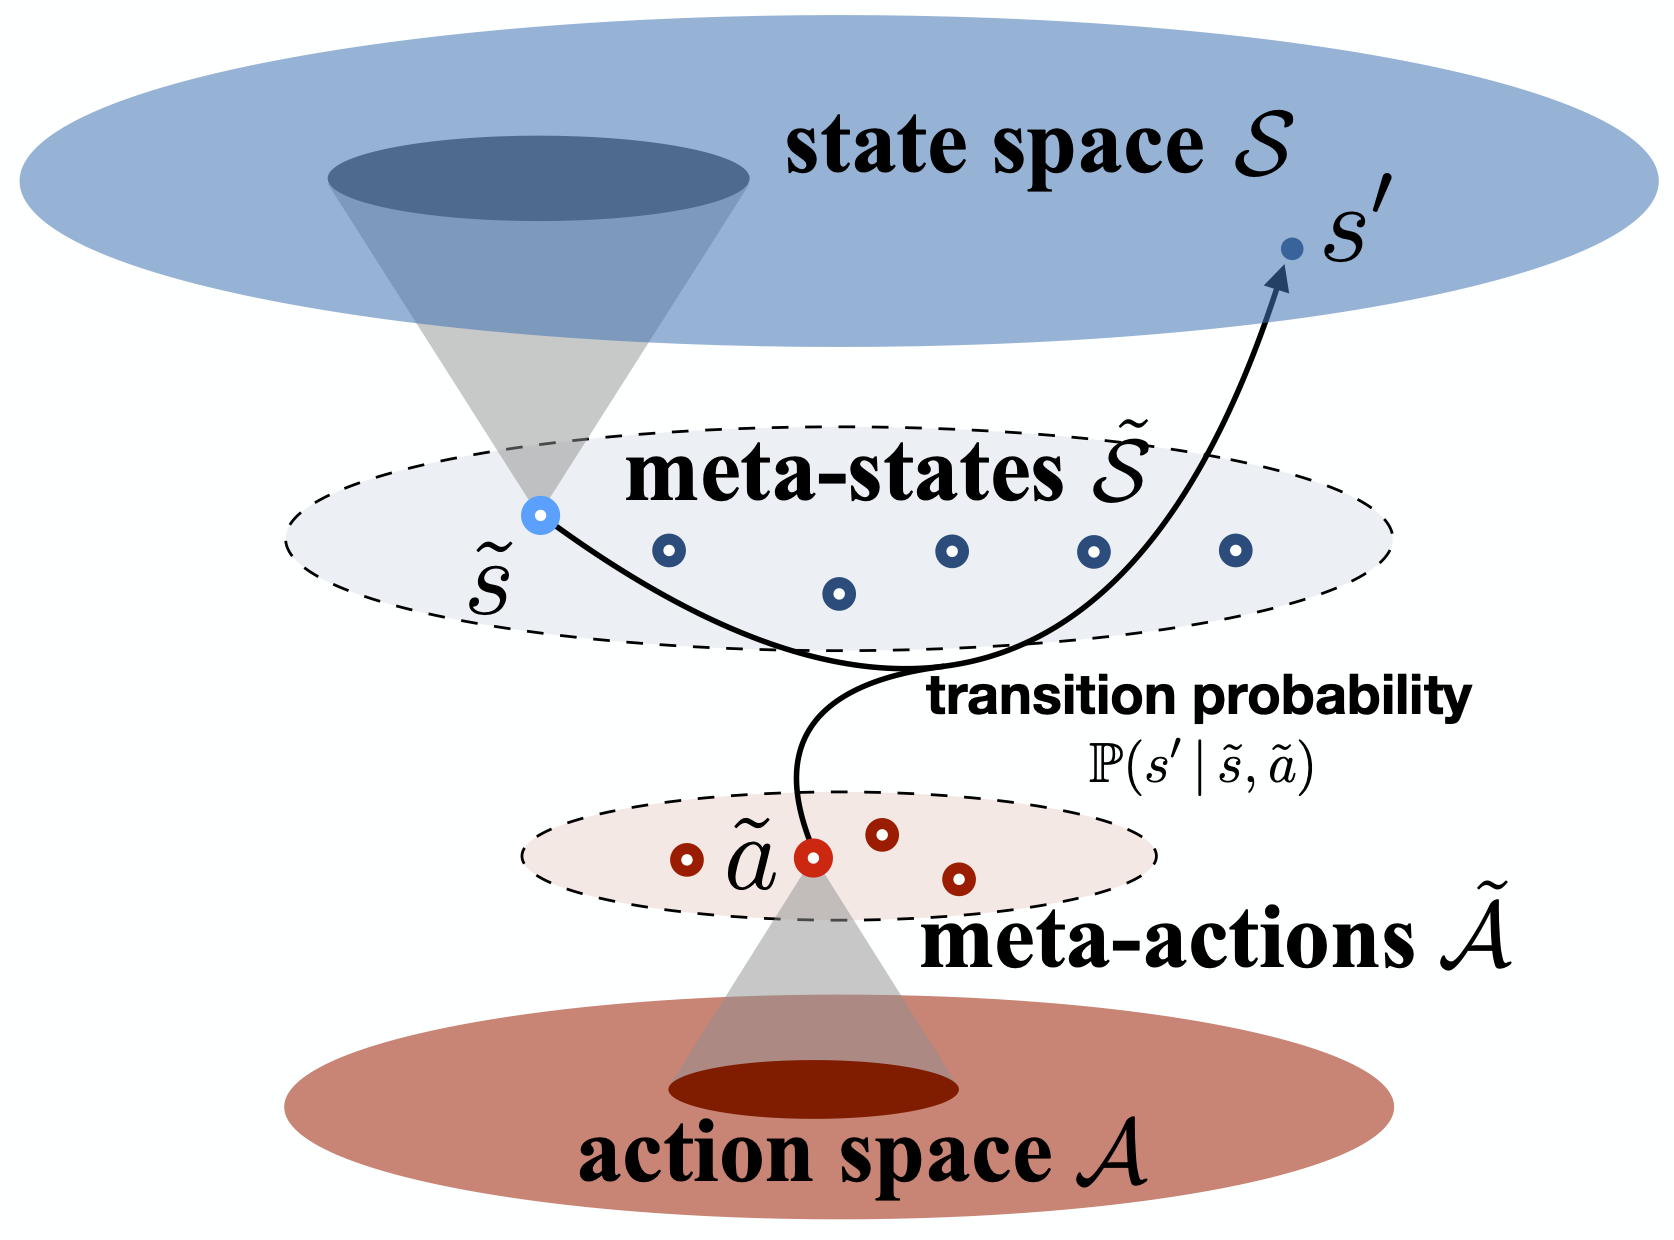 state space 𝒮
s′
meta-states 𝒮̃
s̃
transition probability
ℙ(s′ | s̃, ã)
ã
meta-actions 𝒜̃
action space 𝒜